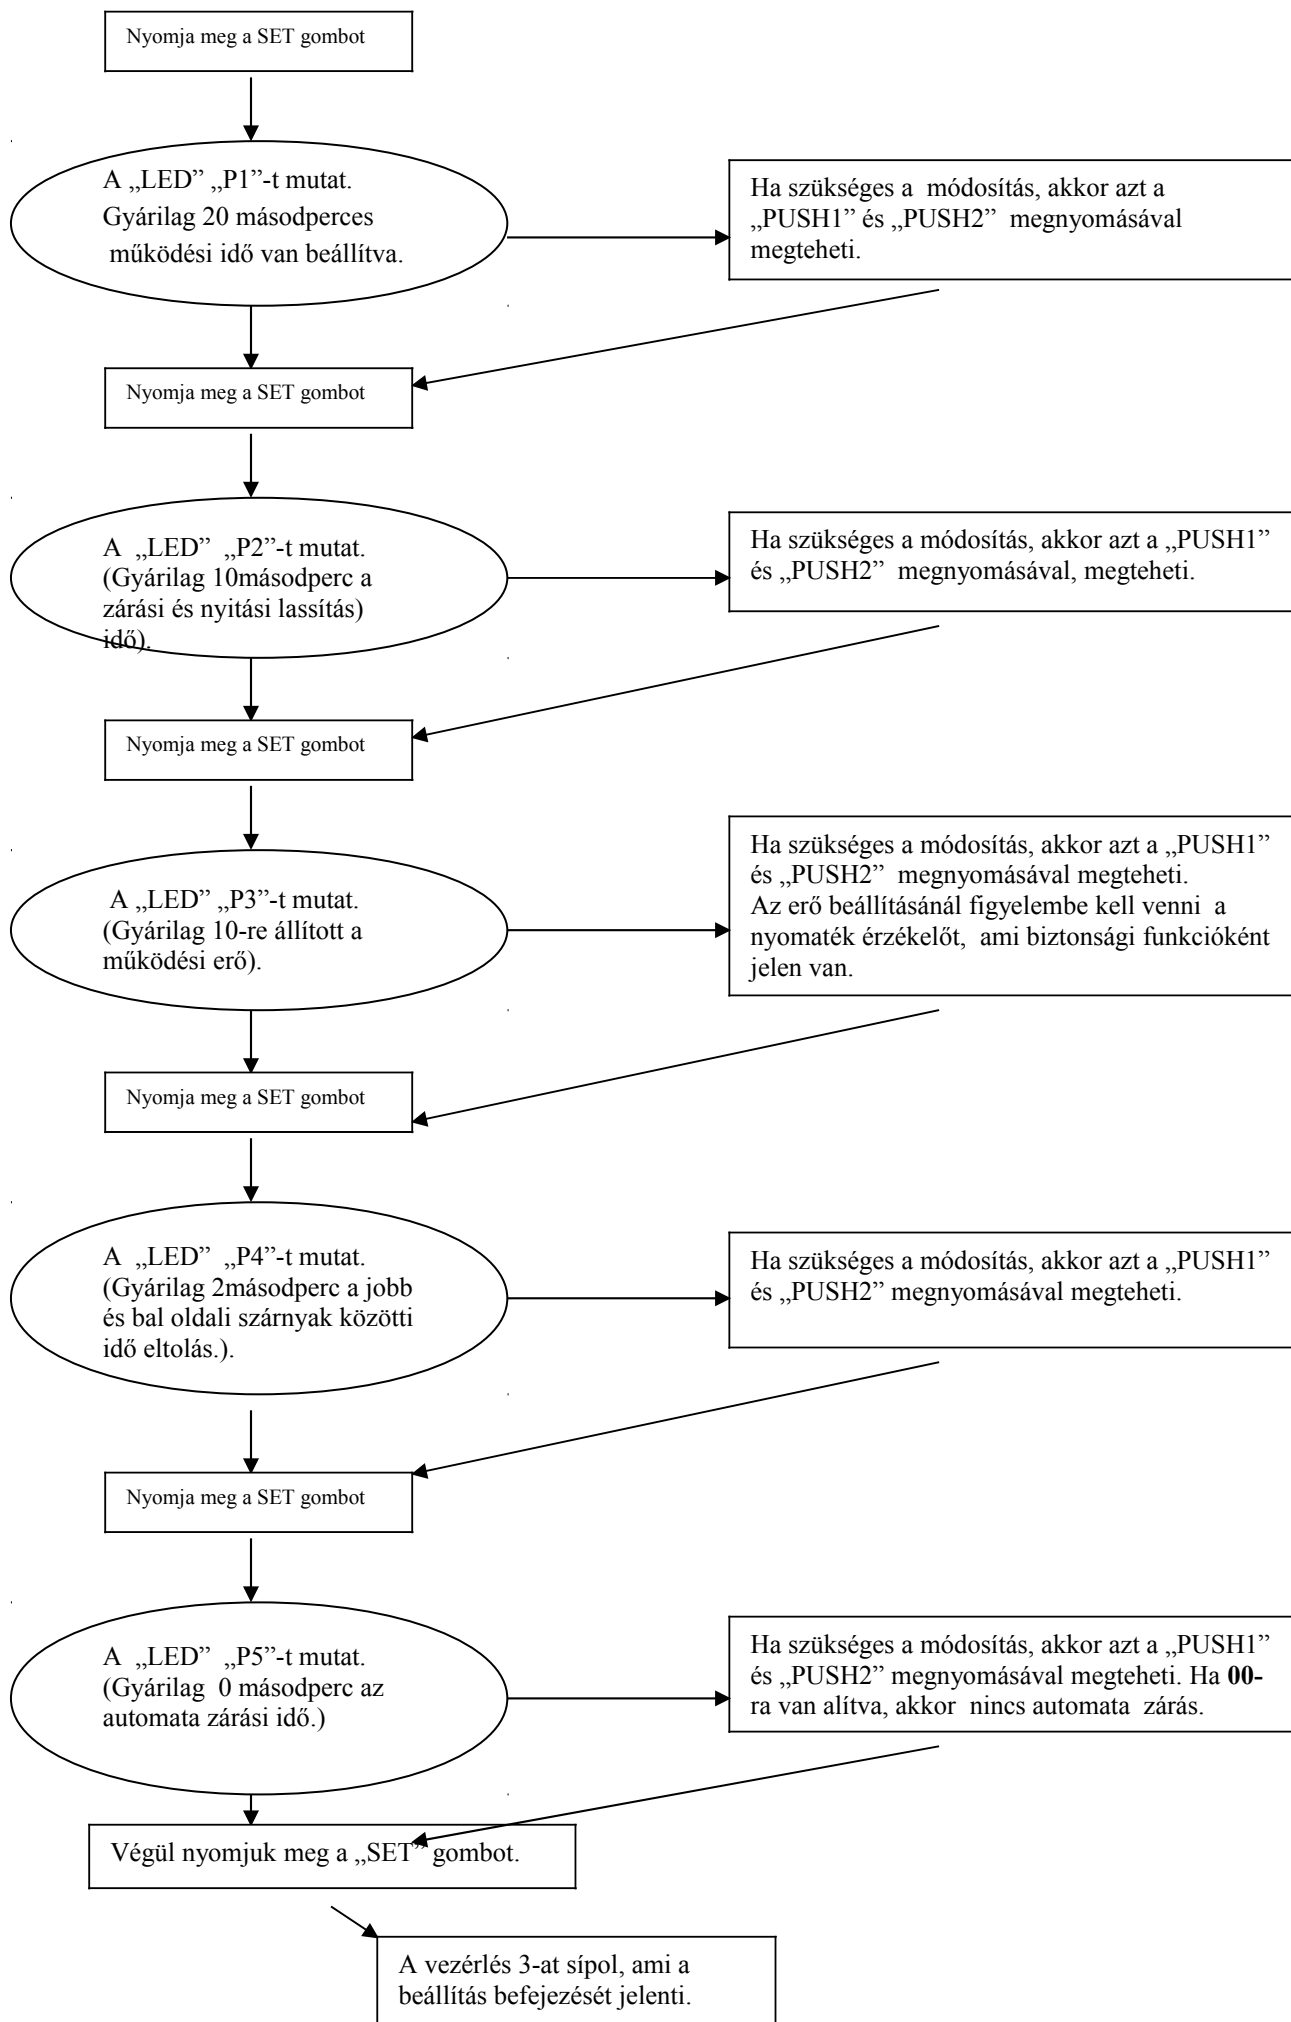 Nyomja meg a SET gombot
A „LED” „P1”-t mutat.
Gyárilag 20 másodperces
működési idő van beállítva.
Ha szükséges a módosítás, akkor azt a
„PUSH1” és „PUSH2” megnyomásával
megteheti.
Nyomja meg a SET gombot
A „LED” „P2”-t mutat.
(Gyárilag 10másodperc a
zárási és nyitási lassítás)
idő).
Ha szükséges a módosítás, akkor azt a „PUSH1”
és „PUSH2” megnyomásával, megteheti.
Nyomja meg a SET gombot
A „LED” „P3”-t mutat.
(Gyárilag 10-re állított a
működési erő).
Ha szükséges a módosítás, akkor azt a „PUSH1”
és „PUSH2” megnyomásával megteheti.
Az erő beállításánál figyelembe kell venni a
nyomaték érzékelőt, ami biztonsági funkcióként
jelen van.
Nyomja meg a SET gombot
A „LED” „P4”-t mutat.
(Gyárilag 2másodperc a jobb
és bal oldali szárnyak közötti
idő eltolás.).
Ha szükséges a módosítás, akkor azt a „PUSH1”
és „PUSH2” megnyomásával megteheti.
Nyomja meg a SET gombot
A „LED” „P5”-t mutat.
(Gyárilag 0 másodperc az
automata zárási idő.)
Ha szükséges a módosítás, akkor azt a „PUSH1”
és „PUSH2” megnyomásával megteheti. Ha 00-
ra van alítva, akkor nincs automata zárás.
Végül nyomjuk meg a „SET” gombot.
A vezérlés 3-at sípol, ami a
beállítás befejezését jelenti.